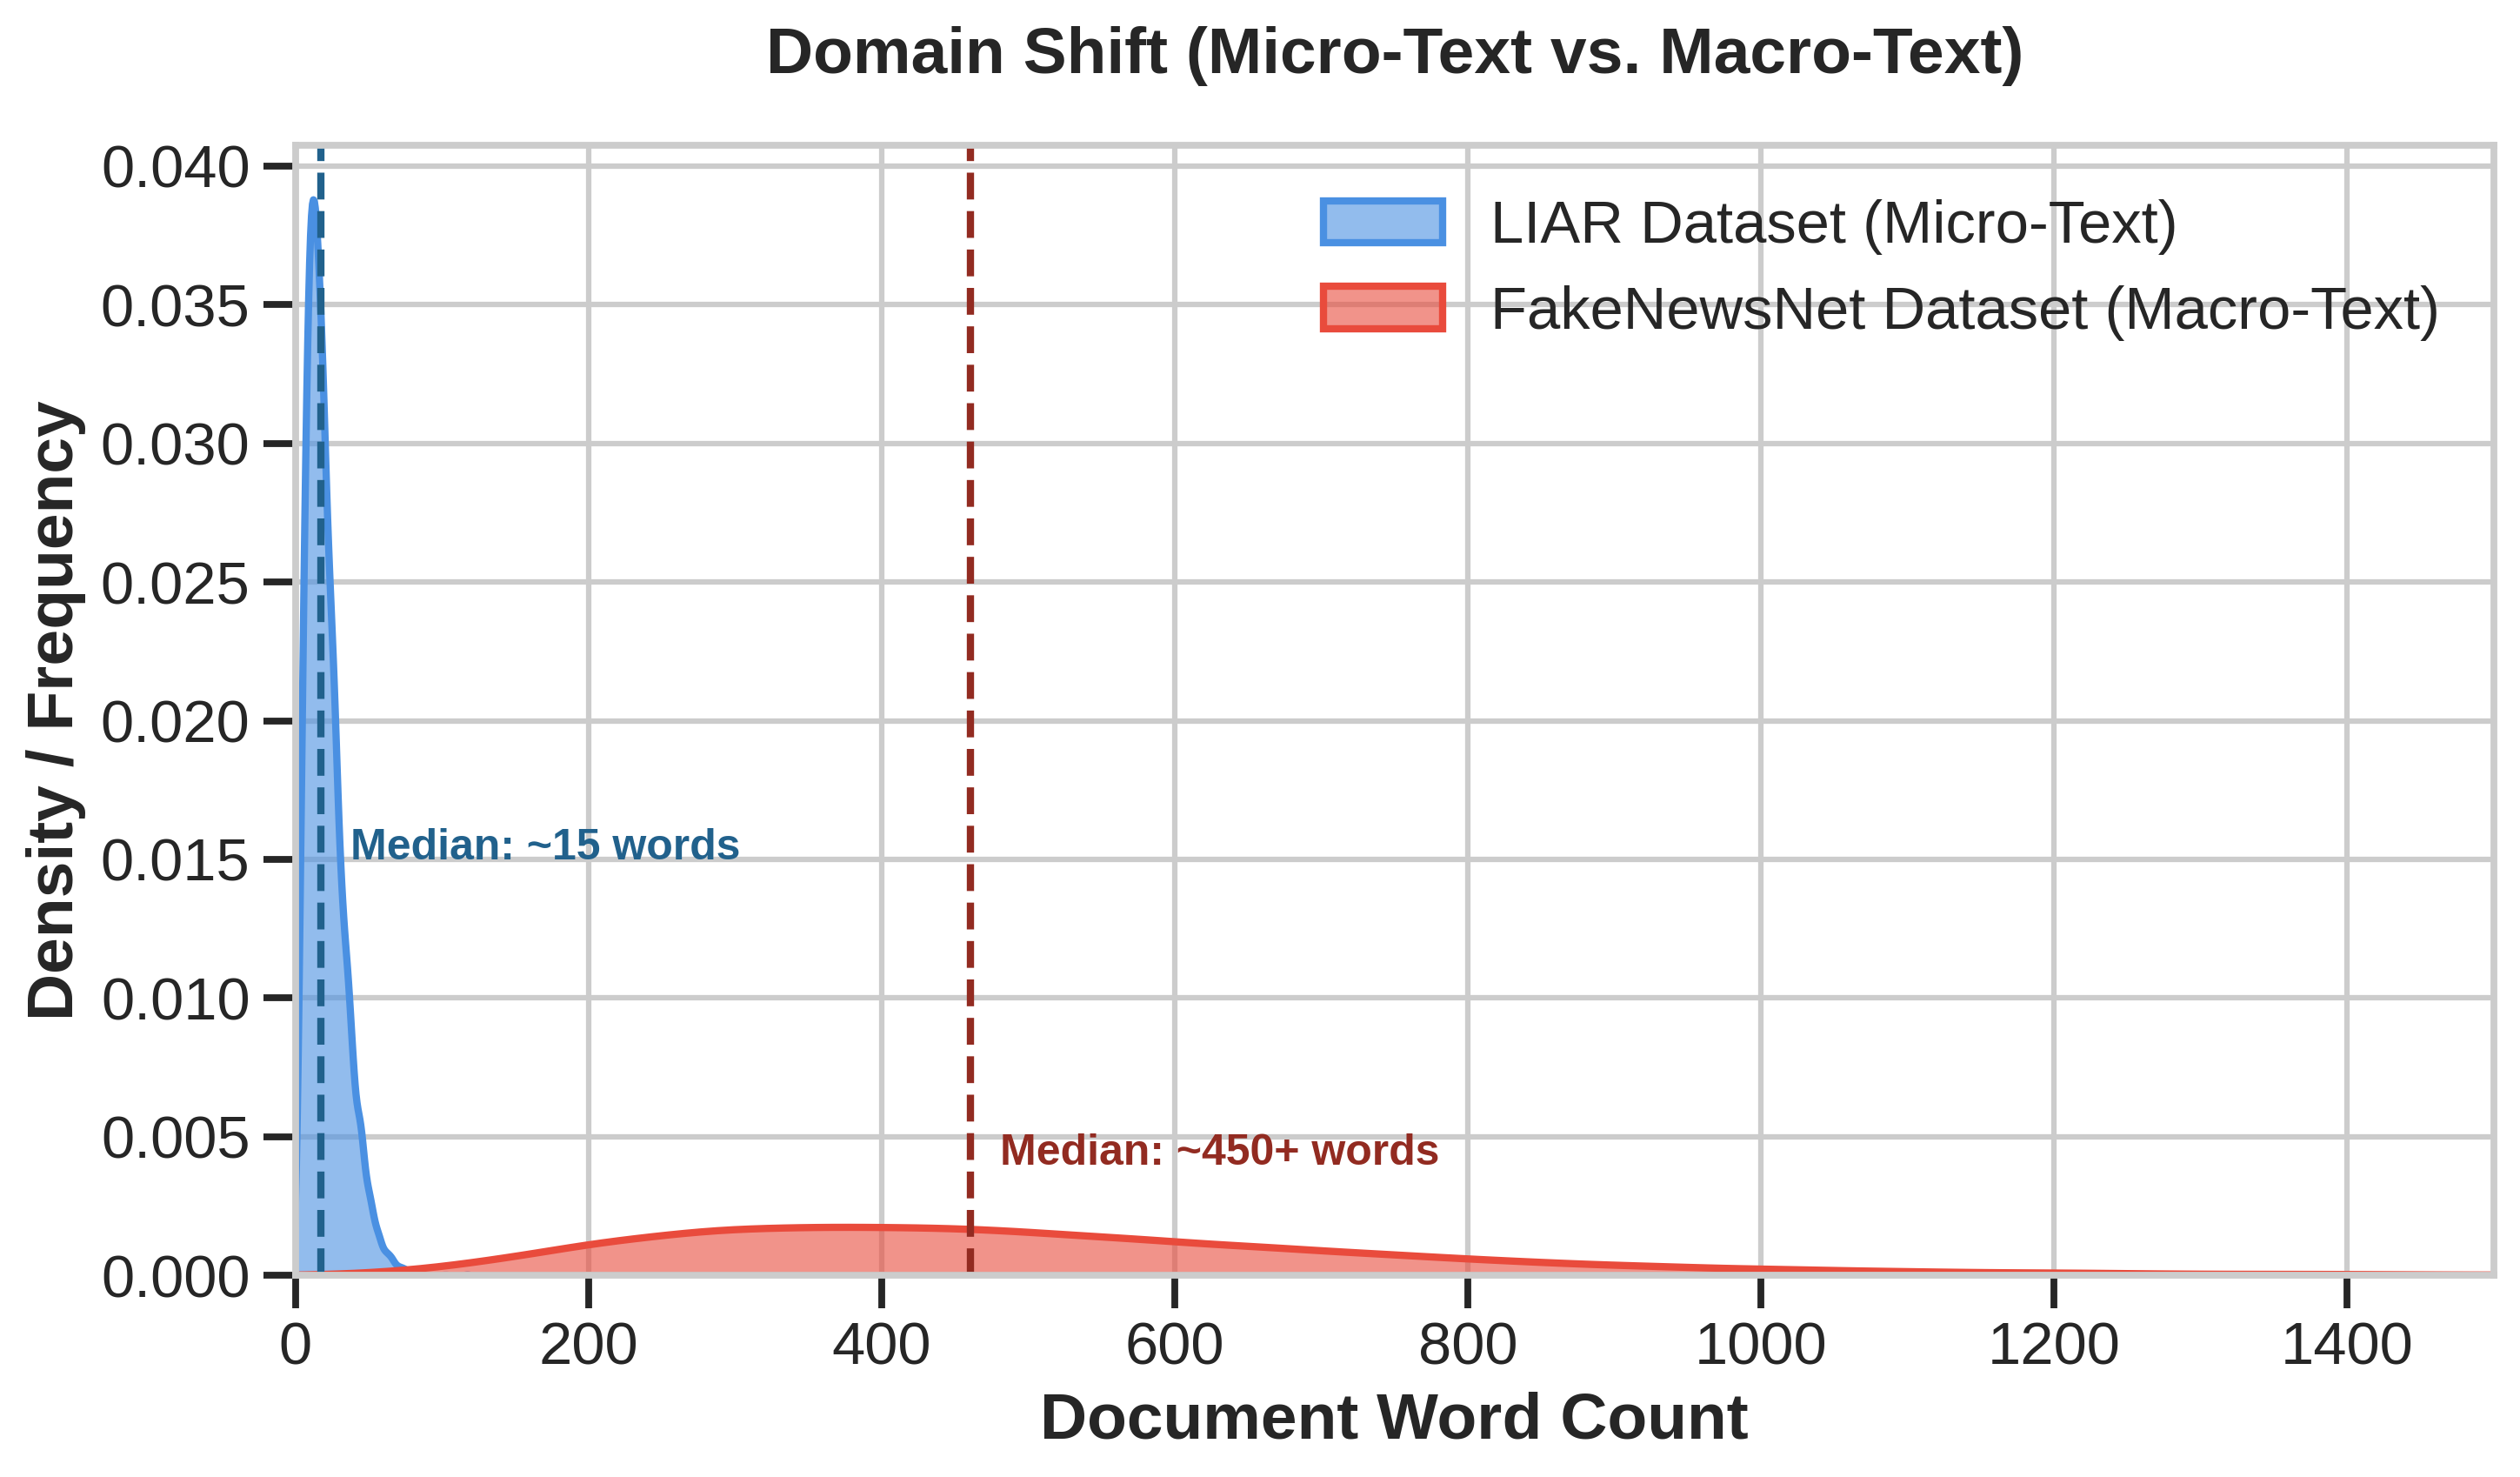 Domain Shift (Micro-Text vs. Macro-Text)
Density / Frequency
0.040
0.035
0.030
0.025
0.020
0.015
0.010
0.005
0.000
LIAR Dataset (Micro-Text)
FakeNewsNet Dataset (Macro-Text)
Median: ~15 words
Median: ~450+ words
0 200 400 600 800 1000 1200 1400
Document Word Count